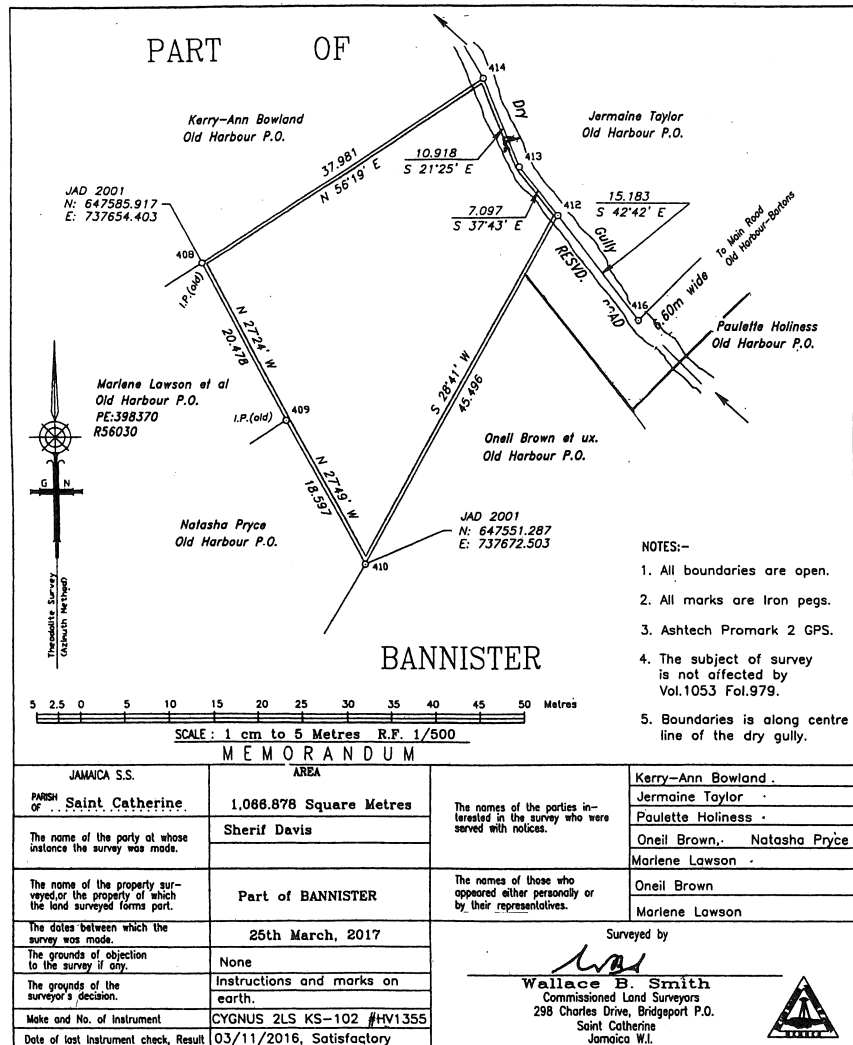 PART OF
414
Dry
Kerry-Ann Bowland
Old Harbour P.O.
Jermaine Taylor
Old Harbour P.O.
37.981
N 56°19' E
10.918
S 21°25' E
413
JAD 2001
N: 647585.917
E: 737654.403
7.097
S 37°43' E
412
15.183
S 42°42' E
408
I.P.(old)
Gully
RESVD. ROAD
To Main Road
Old Harbour-Bartons
6.60m wide
416
Paulette Holiness
Old Harbour P.O.
N 27°24' W
20.478
Marlene Lawson et al
Old Harbour P.O.
PE:398370
R56030
I.P.(old)
409
S 28°41' W
45.496
Oneil Brown et ux.
Old Harbour P.O.
G N
N 27°49' W
18.597
Natasha Pryce
Old Harbour P.O.
JAD 2001
N: 647551.287
E: 737672.503
410
Theodolite Survey
(Azimuth Method)
NOTES:-
1. All boundaries are open.
2. All marks are Iron pegs.
3. Ashtech Promark 2 GPS.
4. The subject of survey
is not affected by
Vol.1053 Fol.979.
5. Boundaries is along centre
line of the dry gully.
BANNISTER
5 2.5 0 5 10 15 20 25 30 35 40 45 50 Metres
SCALE : 1 cm to 5 Metres R.F. 1/500
MEMORANDUM
JAMAICA S.S.
PARISH OF Saint Catherine
AREA
1,066.878 Square Metres
The name of the party at whose
instance the survey was made.
Sherif Davis
The name of the property sur-
veyed,or the property of which
the land surveyed forms part.
Part of BANNISTER
The dates between which the
survey was made.
25th March, 2017
The grounds of objection
to the survey if any.
None
The grounds of the
surveyor's decision.
Instructions and marks on
earth.
Make and No. of Instrument
CYGNUS 2LS KS-102 #HV1355
Date of last Instrument check, Result
03/11/2016, Satisfactory
The names of the parties in-
terested in the survey who were
served with notices.
Kerry-Ann Bowland .
Jermaine Taylor
Paulette Holiness
Oneil Brown, Natasha Pryce
Marlene Lawson
The names of those who
appeared either personally or
by their representatives.
Oneil Brown
Marlene Lawson
Surveyed by
Wallace B. Smith
Commissioned Land Surveyors
298 Charles Drive, Bridgeport P.O.
Saint Catherine
Jamaica W.I.